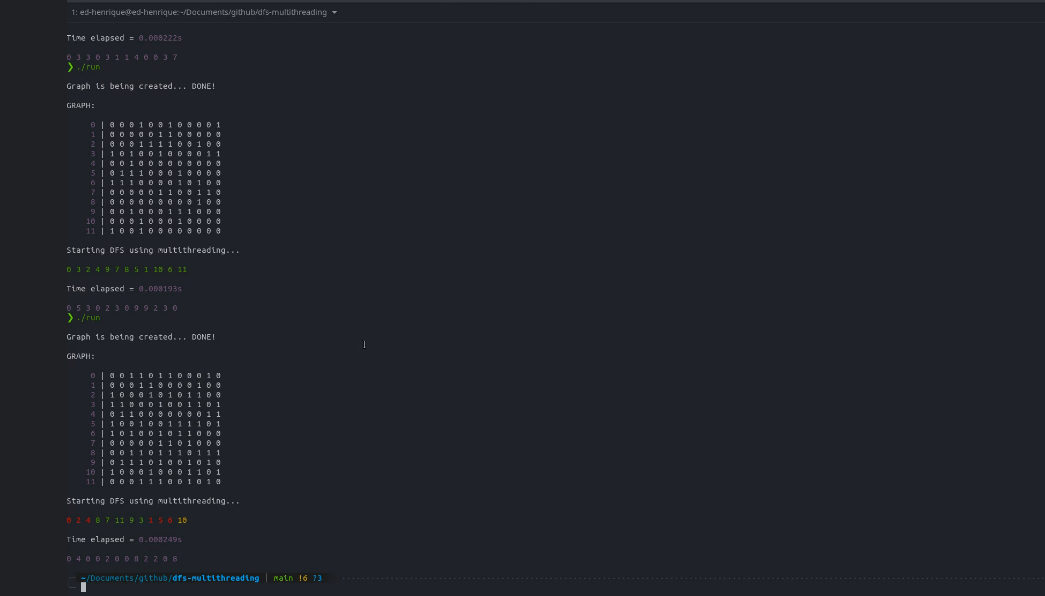 1: ed-henrique@ed-henrique:~/Documents/github/dfs-multithreading
Time elapsed = 0.000222s
0 3 3 0 3 1 1 4 0 0 3 7
❯ ./run
Graph is being created... DONE!
GRAPH:
0 | 0 0 0 1 0 0 1 0 0 0 0 1
1 | 0 0 0 0 0 1 1 0 0 0 0 0
2 | 0 0 0 1 1 1 1 0 0 1 0 0
3 | 1 0 1 0 0 1 0 0 0 0 1 1
4 | 0 0 1 0 0 0 0 0 0 0 0 0
5 | 0 1 1 1 0 0 0 1 0 0 0 0
6 | 1 1 1 0 0 0 0 1 0 1 0 0
7 | 0 0 0 0 0 1 1 0 0 1 1 0
8 | 0 0 0 0 0 0 0 0 0 1 0 0
9 | 0 0 1 0 0 0 1 1 1 0 0 0
10 | 0 0 0 1 0 0 0 1 0 0 0 0
11 | 1 0 0 1 0 0 0 0 0 0 0 0
Starting DFS using multithreading...
0 3 2 4 9 7 8 5 1 10 6 11
Time elapsed = 0.000193s
0 5 3 0 2 3 0 9 9 2 3 0
❯ ./run
Graph is being created... DONE!
GRAPH:
0 | 0 0 1 1 0 1 1 0 0 0 1 0
1 | 0 0 0 1 1 0 0 0 0 1 0 0
2 | 1 0 0 0 1 0 1 0 1 1 0 0
3 | 1 1 0 0 0 1 0 0 1 1 0 1
4 | 0 1 1 0 0 0 0 0 0 0 1 1
5 | 1 0 0 1 0 0 1 1 1 1 0 1
6 | 1 0 1 0 0 1 0 1 1 0 0 0
7 | 0 0 0 0 0 1 1 0 1 0 0 0
8 | 0 0 1 1 0 1 1 1 0 1 1 1
9 | 0 1 1 1 0 1 0 0 1 0 1 0
10 | 1 0 0 0 1 0 0 0 1 1 0 1
11 | 0 0 0 1 1 1 0 0 1 0 1 0
Starting DFS using multithreading...
0 2 4 8 7 11 9 3 1 5 6 10
Time elapsed = 0.000249s
0 4 0 0 2 0 0 8 2 2 0 8
~/Documents/github/dfs-multithreading | main !6 ?3